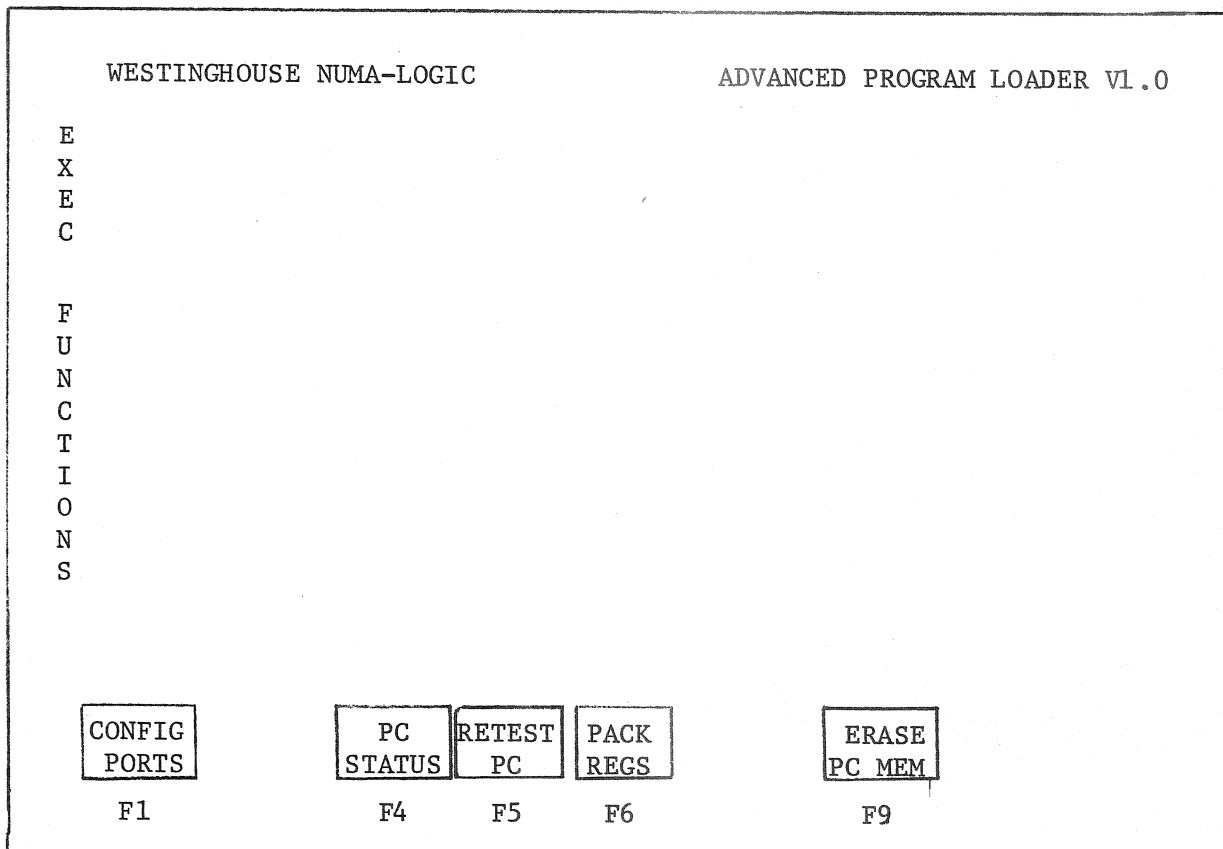 WESTINGHOUSE NUMA-LOGIC
ADVANCED PROGRAM LOADER V1.0
E
X
E
C
F
U
N
C
T
I
O
N
S
CONFIG
PORTS
PC
STATUS
RETEST
PC
PACK
REGS
ERASE
PC MEM
F1
F4
F5
F6
F9